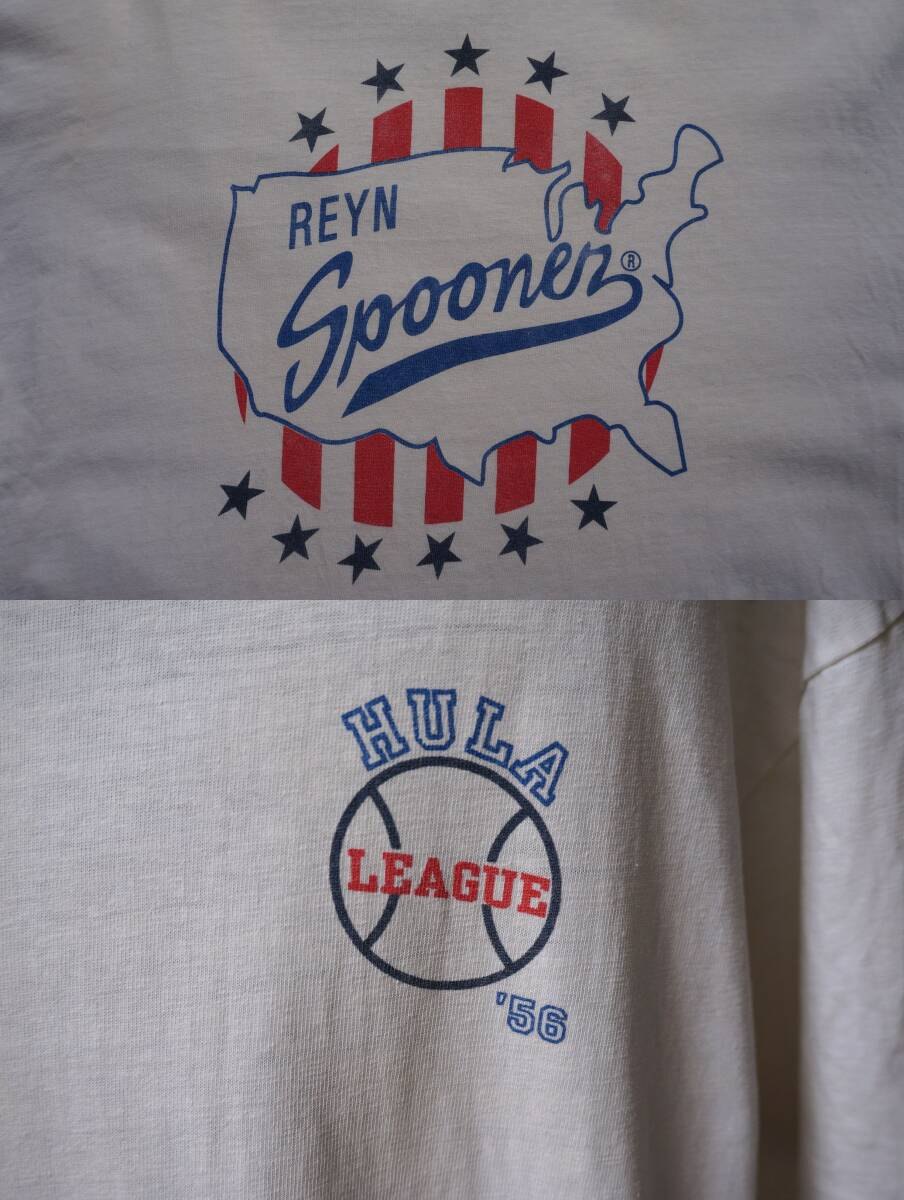 REYN
Spooner®
HULA
LEAGUE
'56